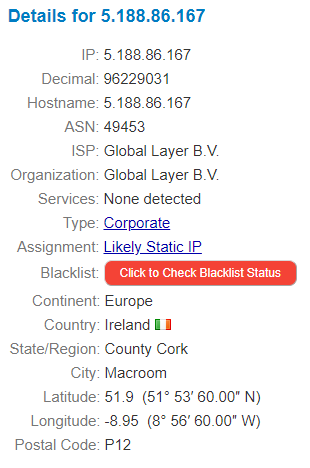 Details for 5.188.86.167
IP: 5.188.86.167
Decimal: 96229031
Hostname: 5.188.86.167
ASN: 49453
ISP: Global Layer B.V.
Organization: Global Layer B.V.
Services: None detected
Type: Corporate
Assignment: Likely Static IP
Blacklist: Click to Check Blacklist Status
Continent: Europe
Country: Ireland
State/Region: County Cork
City: Macroom
Latitude: 51.9 (51° 53′ 60.00″ N)
Longitude: -8.95 (8° 56′ 60.00″ W)
Postal Code: P12